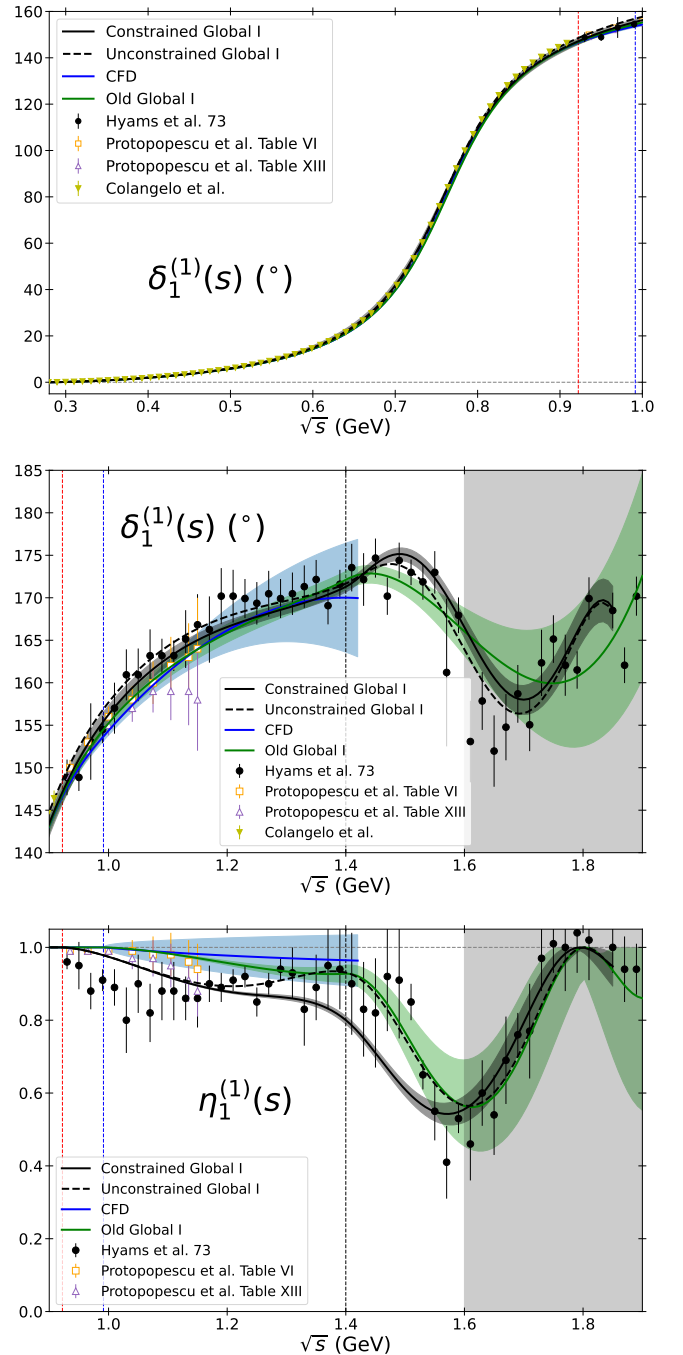 160
140
120
100
80
60
40
20
0
Constrained Global I
Unconstrained Global I
CFD
Old Global I
Hyams et al. 73
Protopopescu et al. Table VI
Protopopescu et al. Table XIII
Colangelo et al.
δ₁⁽¹⁾(s) (°)
0.3 0.4 0.5 0.6 0.7 0.8 0.9 1.0
√s (GeV)
185
180
175
170
165
160
155
150
145
140
δ₁⁽¹⁾(s) (°)
Constrained Global I
Unconstrained Global I
CFD
Old Global I
Hyams et al. 73
Protopopescu et al. Table VI
Protopopescu et al. Table XIII
Colangelo et al.
1.0 1.2 1.4 1.6 1.8
√s (GeV)
1.0
0.8
0.6
0.4
0.2
0.0
η₁⁽¹⁾(s)
Constrained Global I
Unconstrained Global I
CFD
Old Global I
Hyams et al. 73
Protopopescu et al. Table VI
Protopopescu et al. Table XIII
1.0 1.2 1.4 1.6 1.8
√s (GeV)